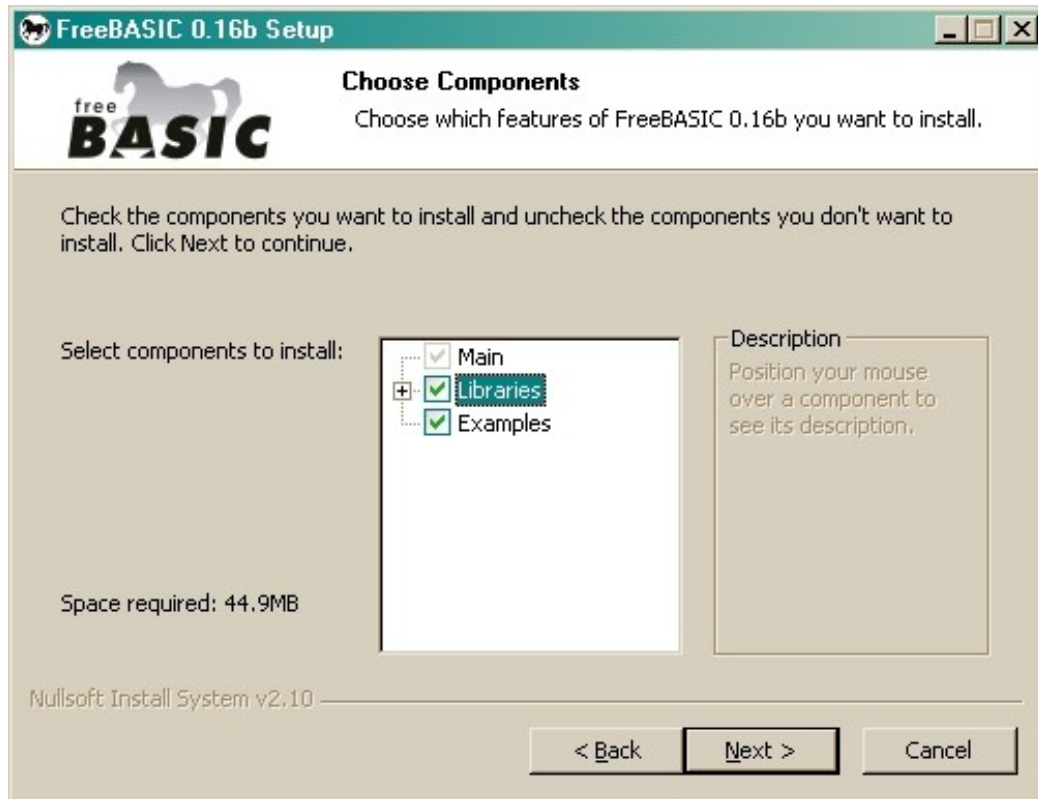 FreeBASIC 0.16b Setup
free
BASIC
Choose Components
Choose which features of FreeBASIC 0.16b you want to install.
Check the components you want to install and uncheck the components you don't want to
install. Click Next to continue.
Select components to install:
Main
Libraries
Examples
Description
Position your mouse
over a component to
see its description.
Space required: 44.9MB
Nullsoft Install System v2.10
< Back
Next >
Cancel